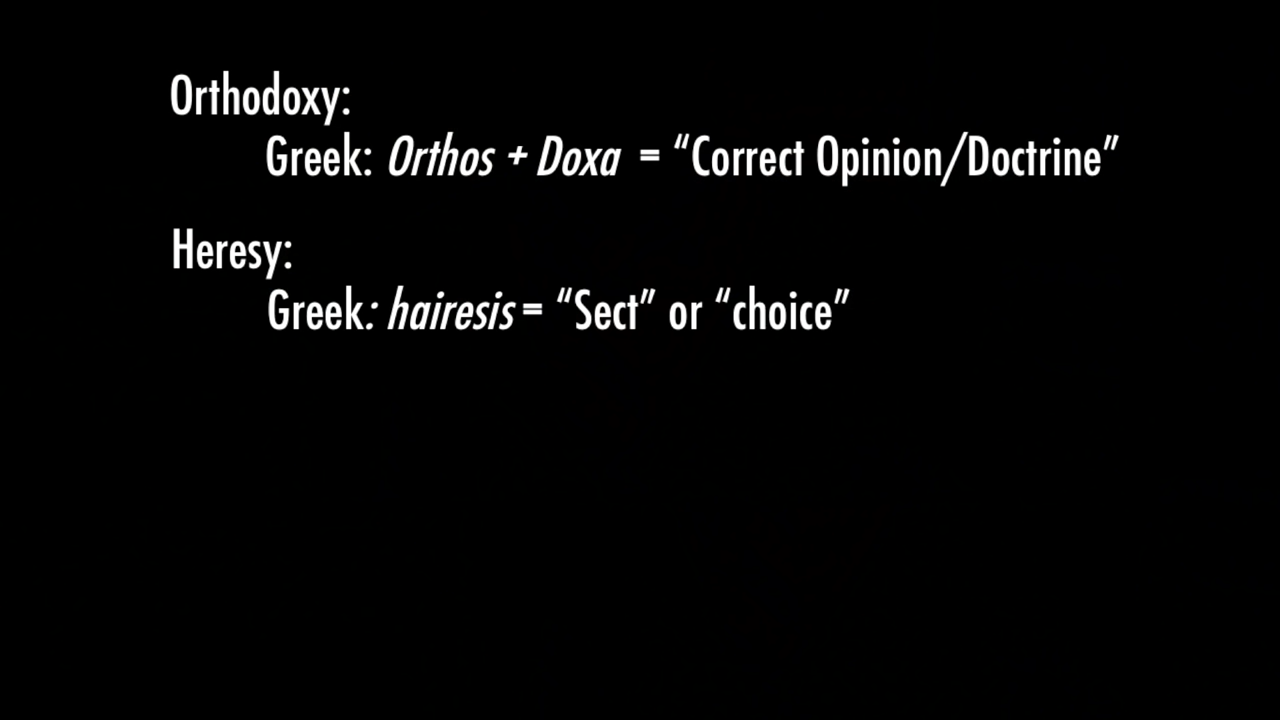 Orthodoxy:
Greek: Orthos + Doxa = “Correct Opinion/Doctrine”
Heresy:
Greek: hairesis = “Sect” or “choice”